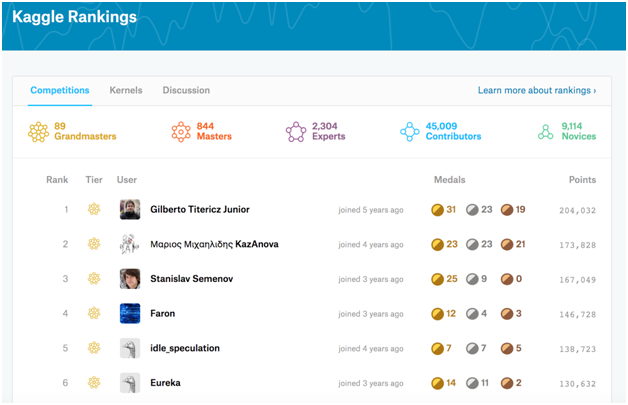 Kaggle Rankings
Competitions Kernels Discussion Learn more about rankings ›
89 Grandmasters
844 Masters
2,304 Experts
45,009 Contributors
9,114 Novices
Rank Tier User Medals Points
1 Gilberto Titericz Junior joined 5 years ago 31 23 19 204,032
2 Μαριος Μιχαηλιδης KazAnova joined 4 years ago 23 23 21 173,828
3 Stanislav Semenov joined 3 years ago 25 9 0 167,049
4 Faron joined 3 years ago 12 4 3 146,728
5 idle_speculation joined 4 years ago 7 7 5 138,723
6 Eureka joined 3 years ago 14 11 2 130,632